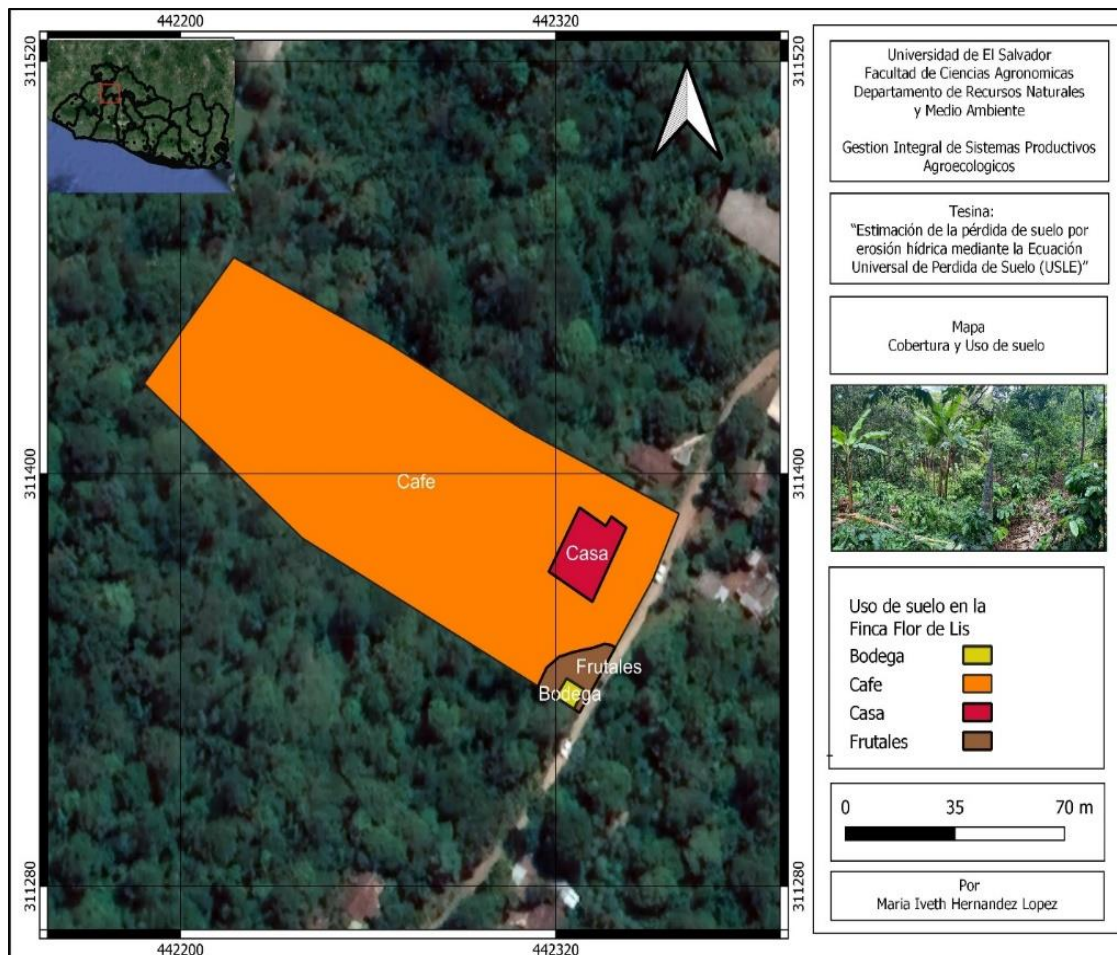 442200
442320
311520
311520
311400
311400
311280
311280
442200
442320
Cafe
Casa
Frutales
Bodega
Universidad de El Salvador
Facultad de Ciencias Agronomicas
Departamento de Recursos Naturales
y Medio Ambiente
Gestion Integral de Sistemas Productivos
Agroecologicos
Tesina:
“Estimación de la pérdida de suelo por
erosión hídrica mediante la Ecuación
Universal de Perdida de Suelo (USLE)”
Mapa
Cobertura y Uso de suelo
Uso de suelo en la
Finca Flor de Lis
Bodega
Cafe
Casa
Frutales
0 35 70 m
Por
Maria Iveth Hernandez Lopez